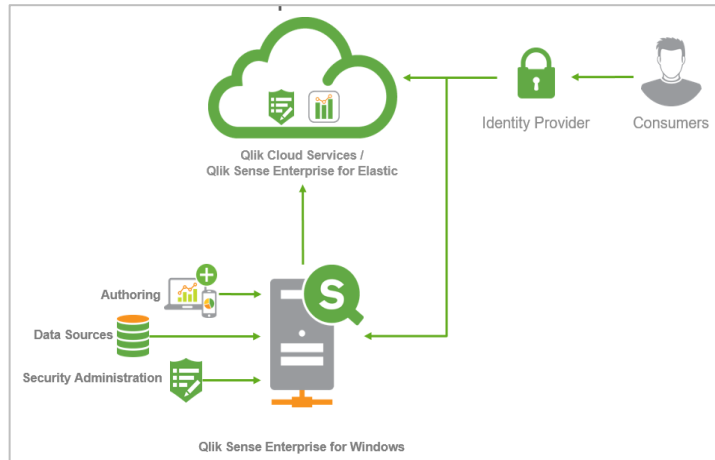 Identity Provider
Consumers
Qlik Cloud Services /
Qlik Sense Enterprise for Elastic
Authoring
Data Sources
Security Administration
S
Qlik Sense Enterprise for Windows